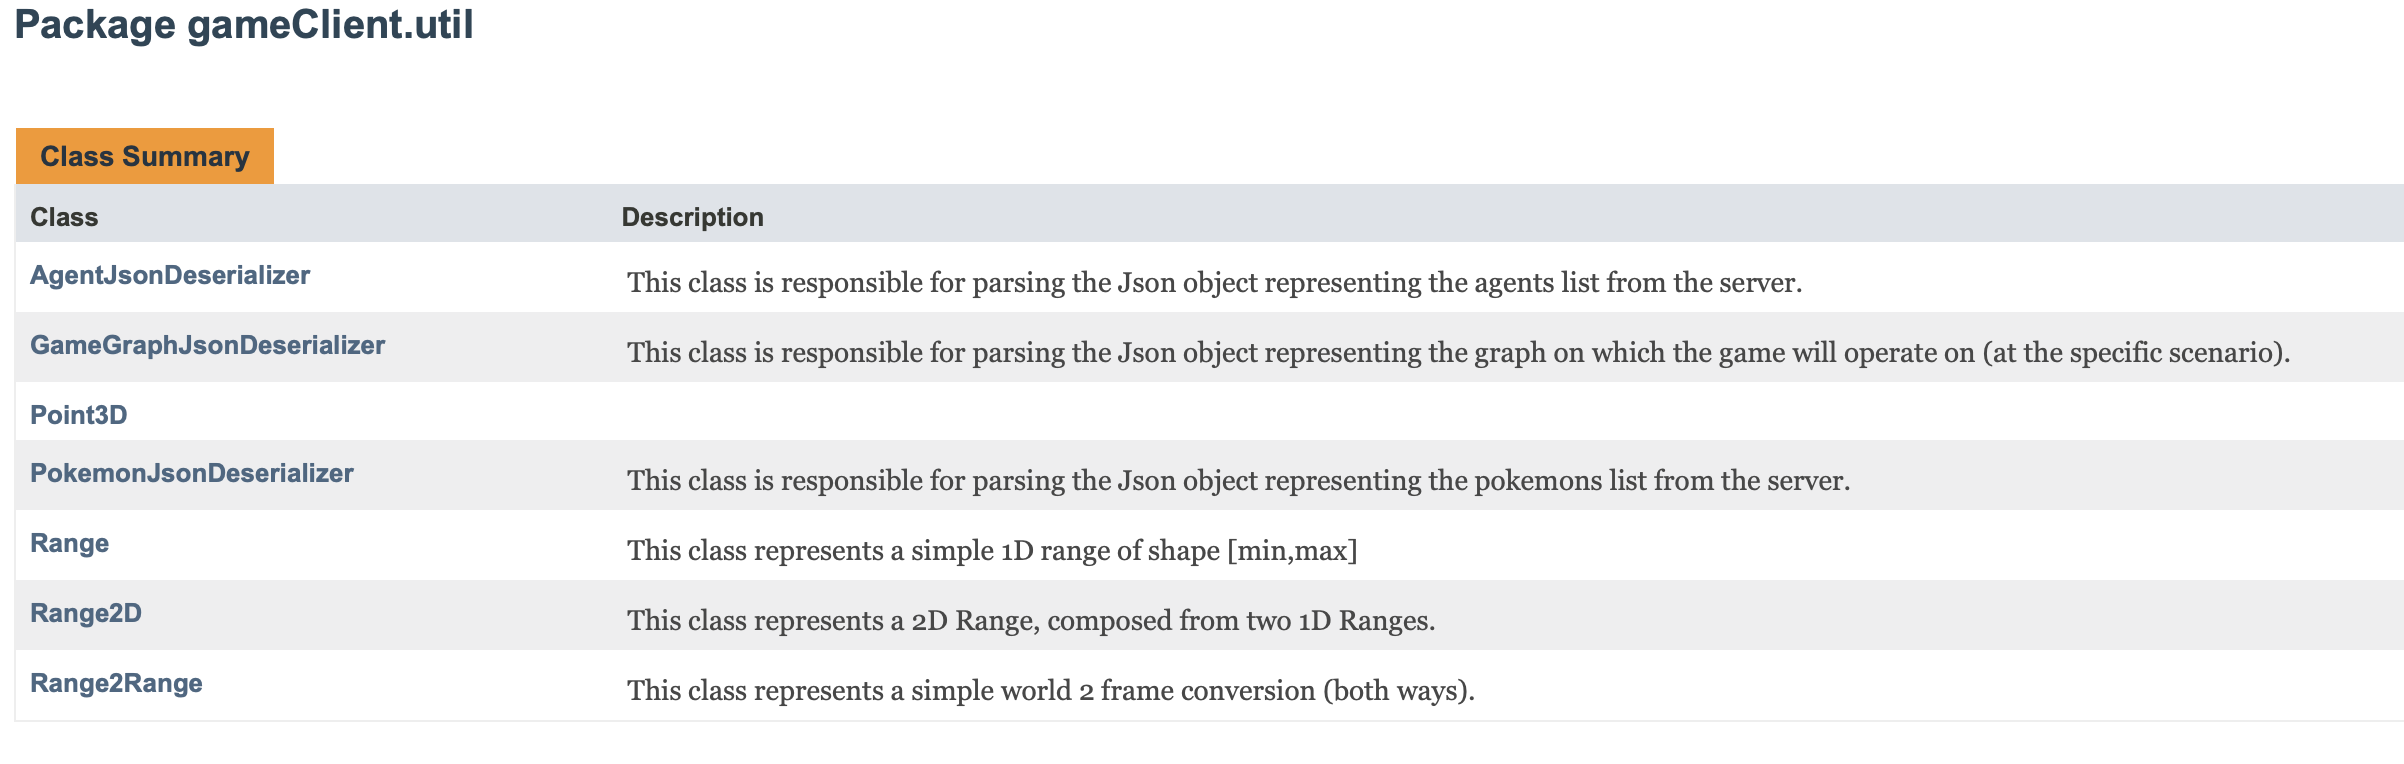 Package gameClient.util
Class Summary
Class Description
AgentJsonDeserializer This class is responsible for parsing the Json object representing the agents list from the server.
GameGraphJsonDeserializer This class is responsible for parsing the Json object representing the graph on which the game will operate on (at the specific scenario).
Point3D
PokemonJsonDeserializer This class is responsible for parsing the Json object representing the pokemons list from the server.
Range This class represents a simple 1D range of shape [min,max]
Range2D This class represents a 2D Range, composed from two 1D Ranges.
Range2Range This class represents a simple world 2 frame conversion (both ways).